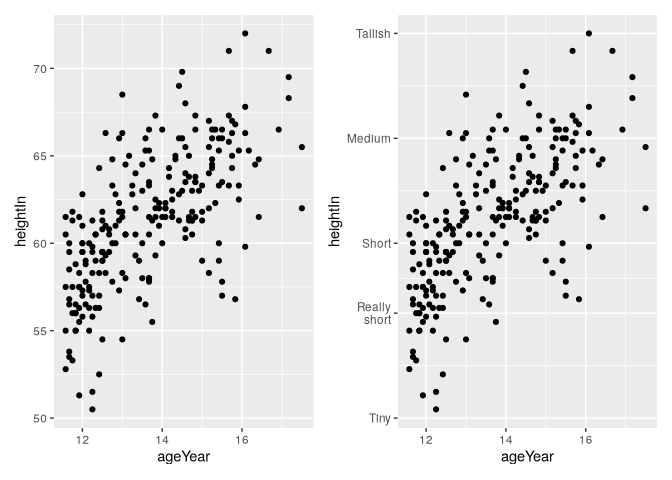 70
65
60
55
50
heightIn
12
14
16
ageYear
Tallish
Medium
Short
Really
short
Tiny
heightIn
12
14
16
ageYear